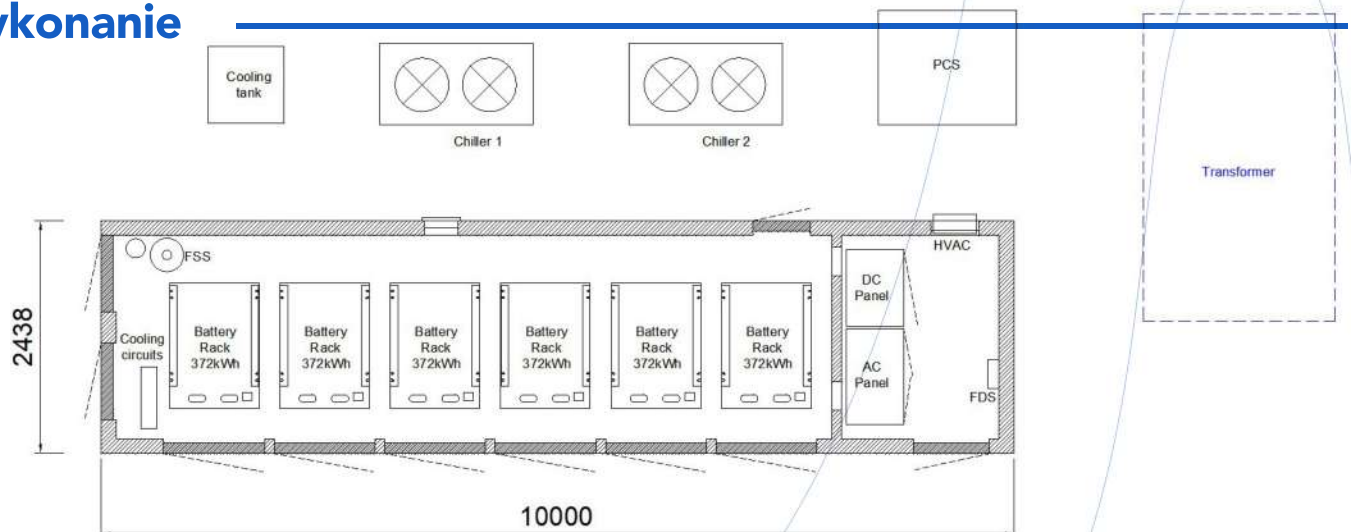 ykonanie
Cooling
tank
Chiller 1
Chiller 2
PCS
Transformer
HVAC
FSS
DC
Panel
2438
Cooling
circuits
Battery
Rack
372kWh
Battery
Rack
372kWh
Battery
Rack
372kWh
Battery
Rack
372kWh
Battery
Rack
372kWh
Battery
Rack
372kWh
AC
Panel
FDS
10000